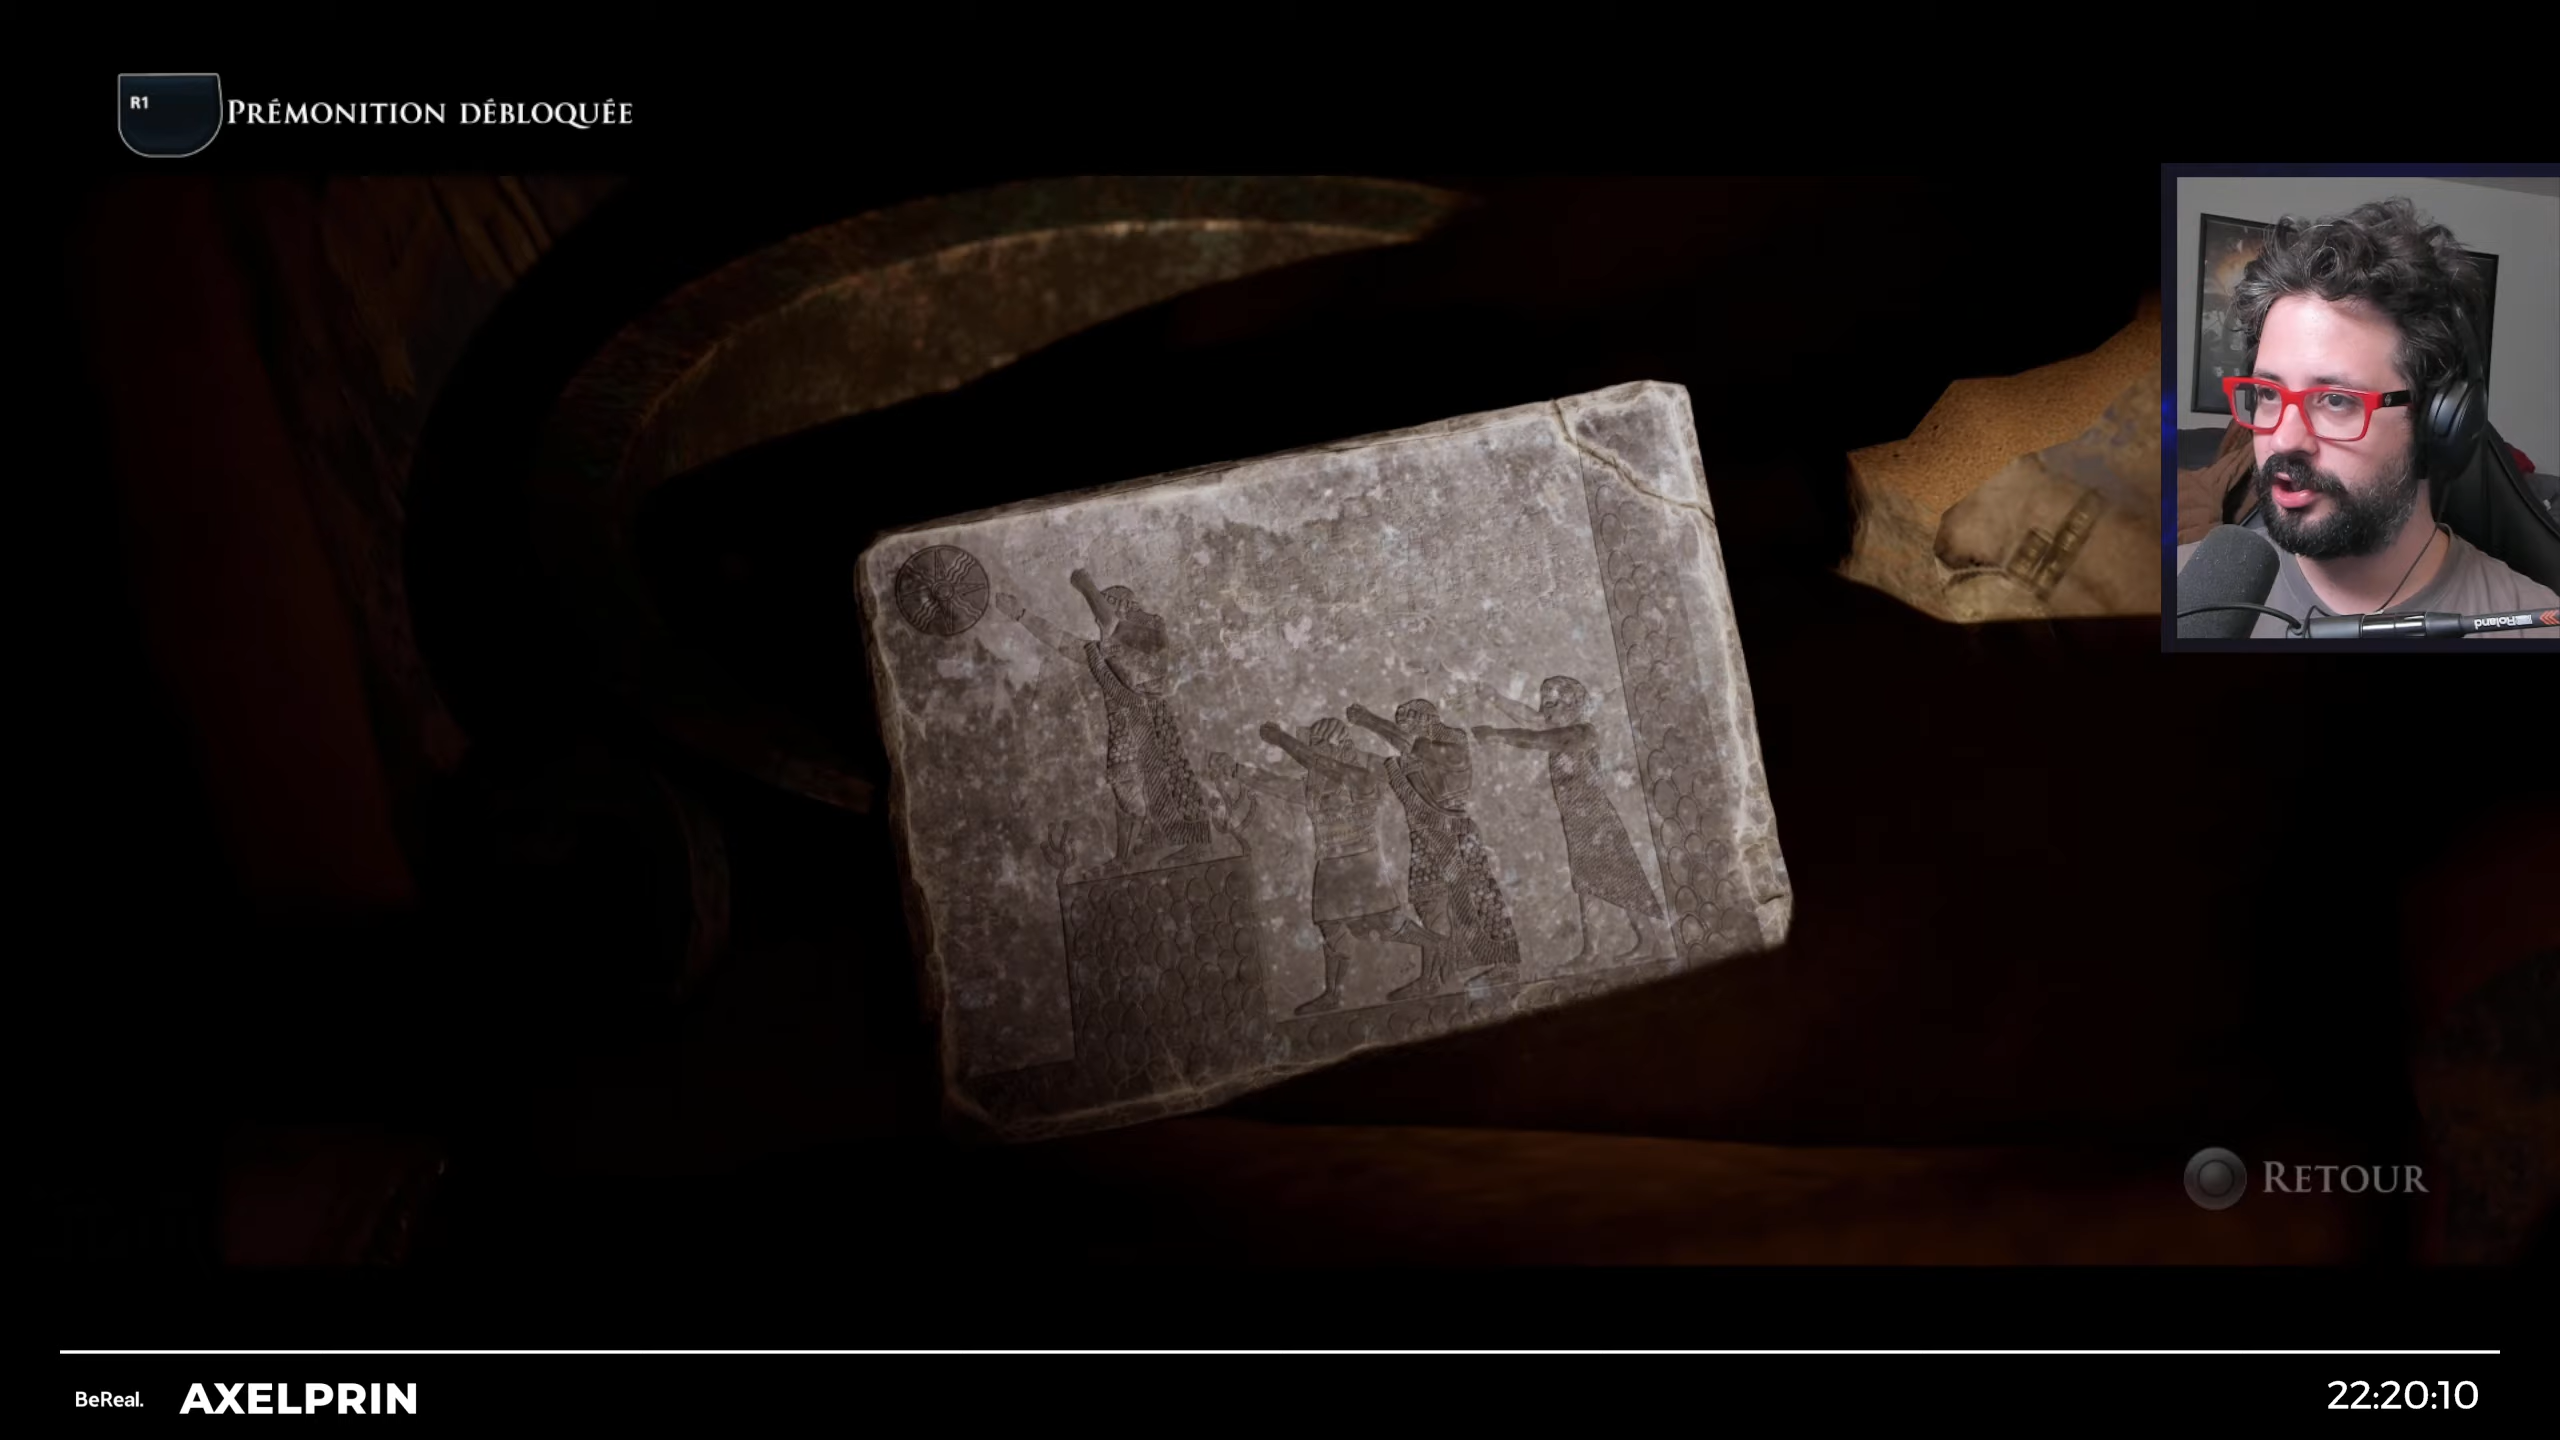 R1
PRÉMONITION DÉBLOQUÉE
Roland
RETOUR
BeReal. AXELPRIN 22:20:10